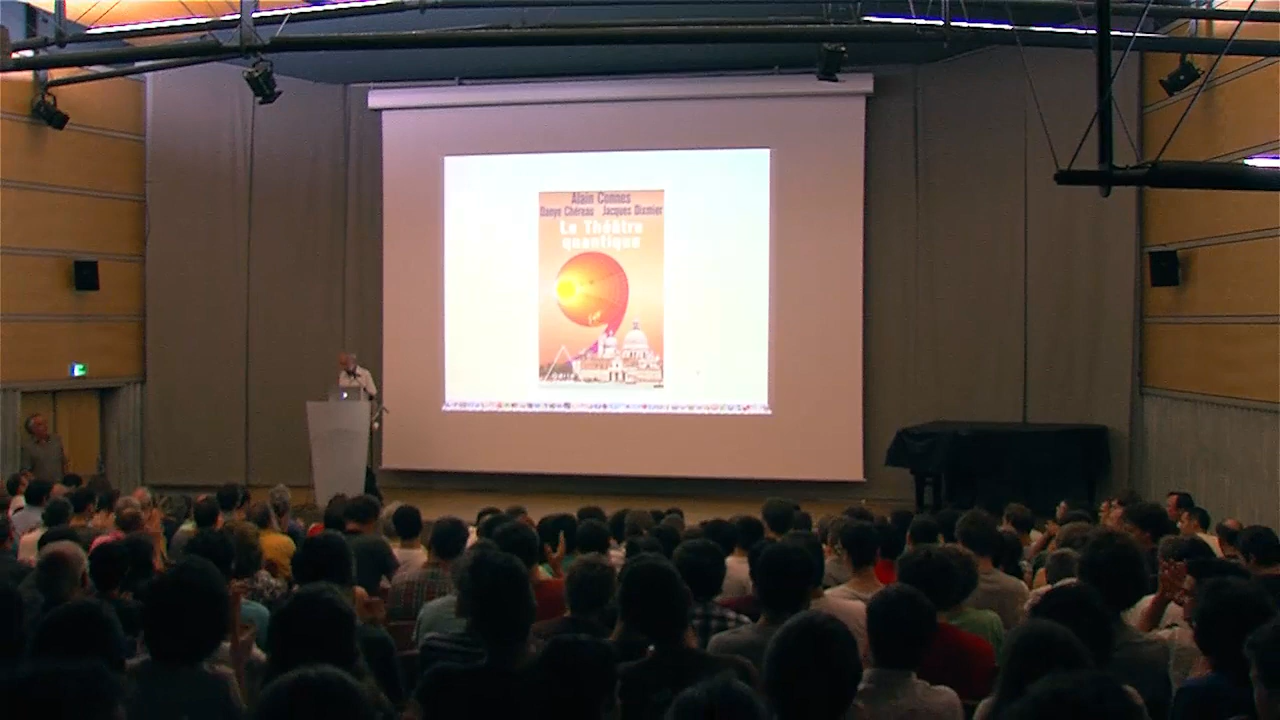 Alain Connes
Danye Chéreau Jacques Dixmier
Le Théâtre
quantique